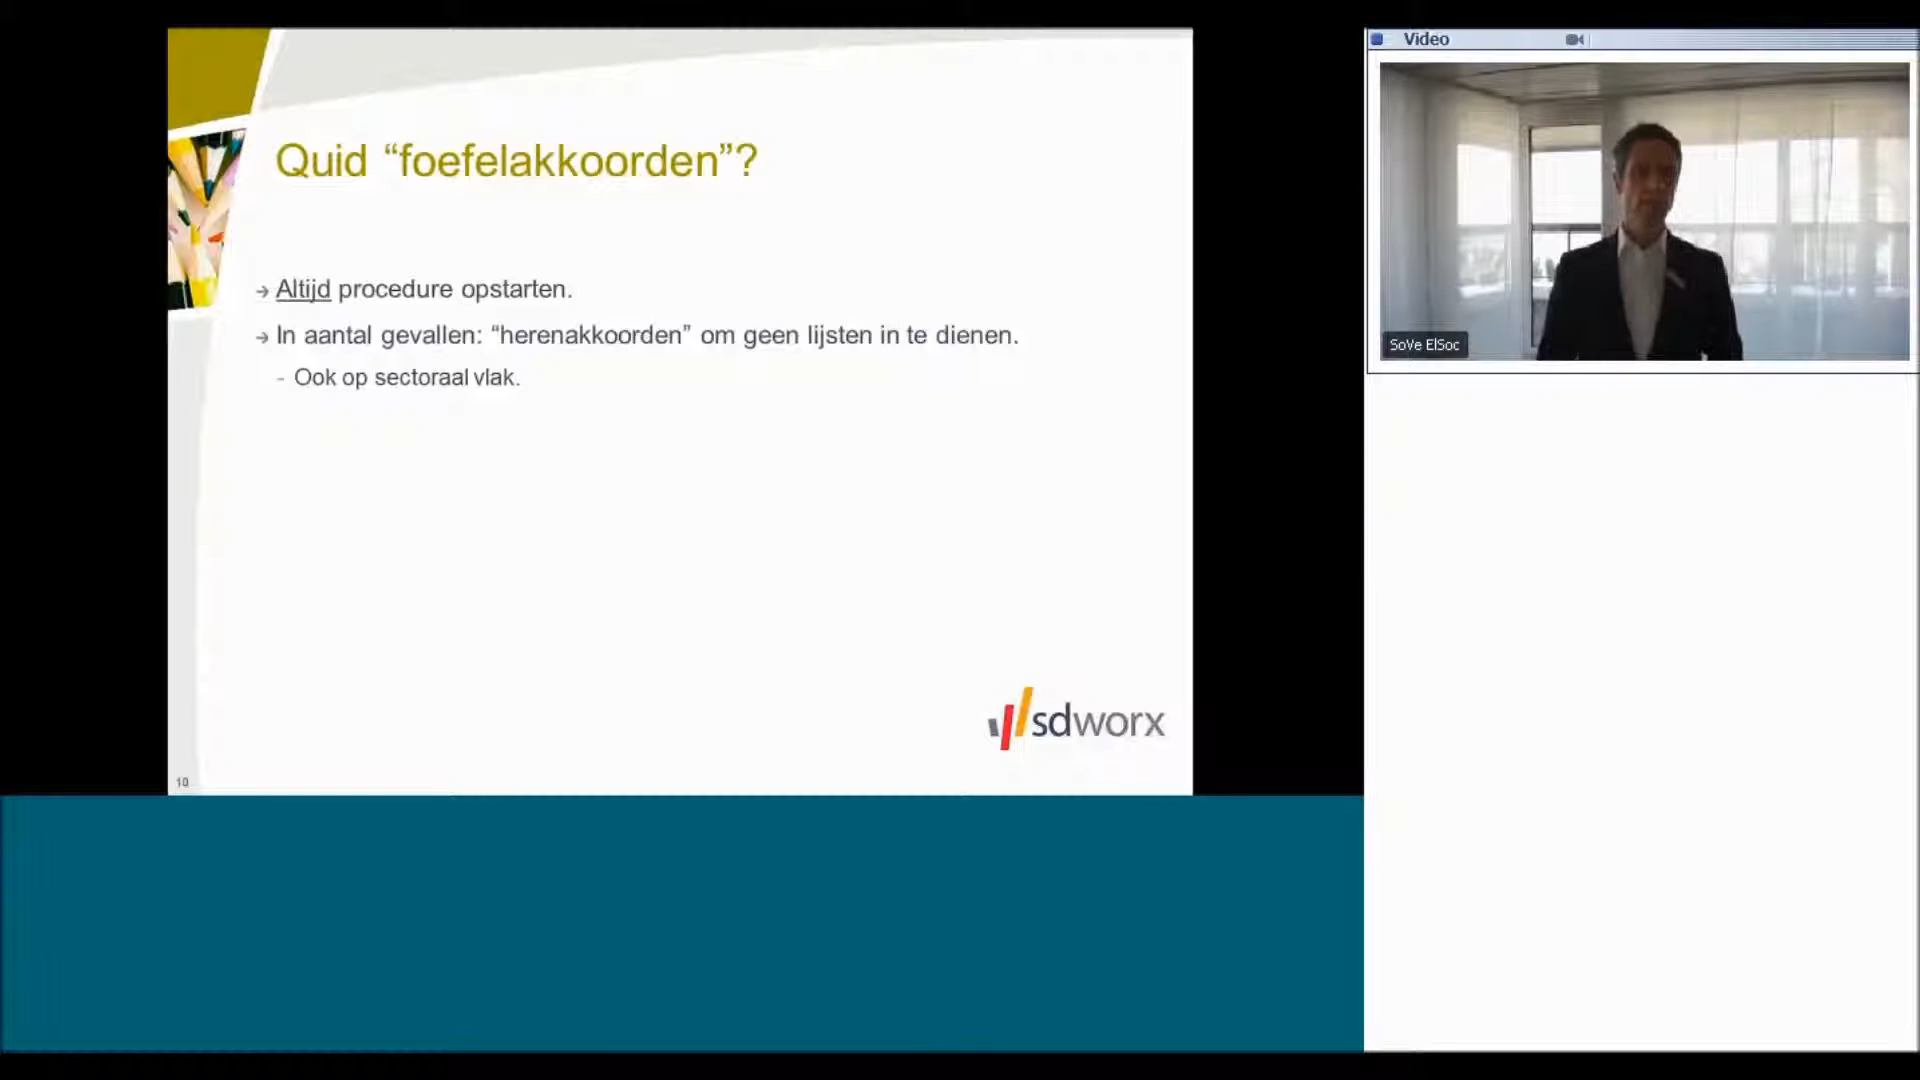 Video
Quid “foefelakkoorden”?
→ Altijd procedure opstarten.
→ In aantal gevallen: “herenakkoorden” om geen lijsten in te dienen.
- Ook op sectoraal vlak.
SoVe ElSoc
sdworx
10